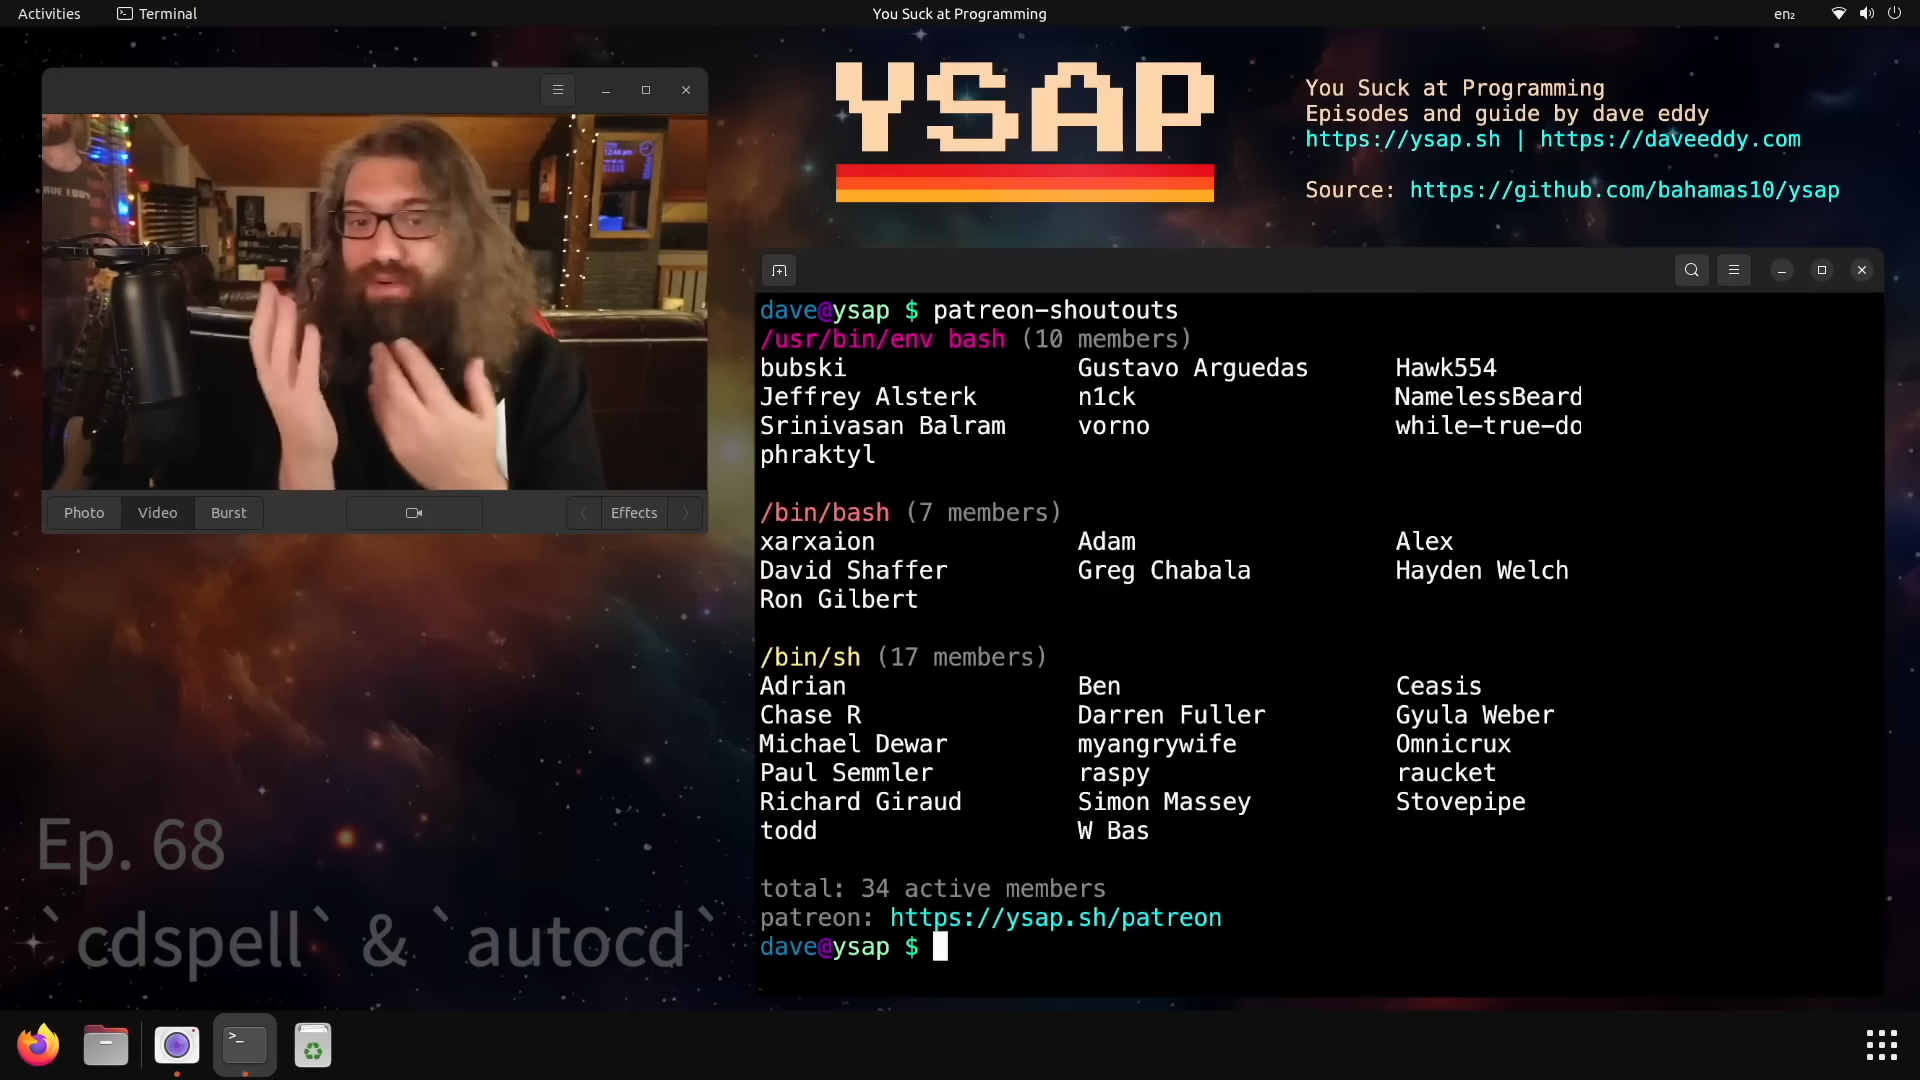 Activities
Terminal
You Suck at Programming
en₂
YSAP
You Suck at Programming
Episodes and guide by dave eddy
https://ysap.sh | https://daveeddy.com
Source: https://github.com/bahamas10/ysap
DAVE EDDY
12:44 am
Photo
Video
Burst
Effects
dave@ysap $ patreon-shoutouts
/usr/bin/env bash (10 members)
bubski Gustavo Arguedas Hawk554
Jeffrey Alsterk n1ck NamelessBeard
Srinivasan Balram vorno while-true-do
phraktyl
/bin/bash (7 members)
xarxaion Adam Alex
David Shaffer Greg Chabala Hayden Welch
Ron Gilbert
/bin/sh (17 members)
Adrian Ben Ceasis
Chase R Darren Fuller Gyula Weber
Michael Dewar myangrywife Omnicrux
Paul Semmler raspy raucket
Richard Giraud Simon Massey Stovepipe
todd W Bas
total: 34 active members
patreon: https://ysap.sh/patreon
dave@ysap $
Ep. 68
`cdspell` & `autocd`
>_